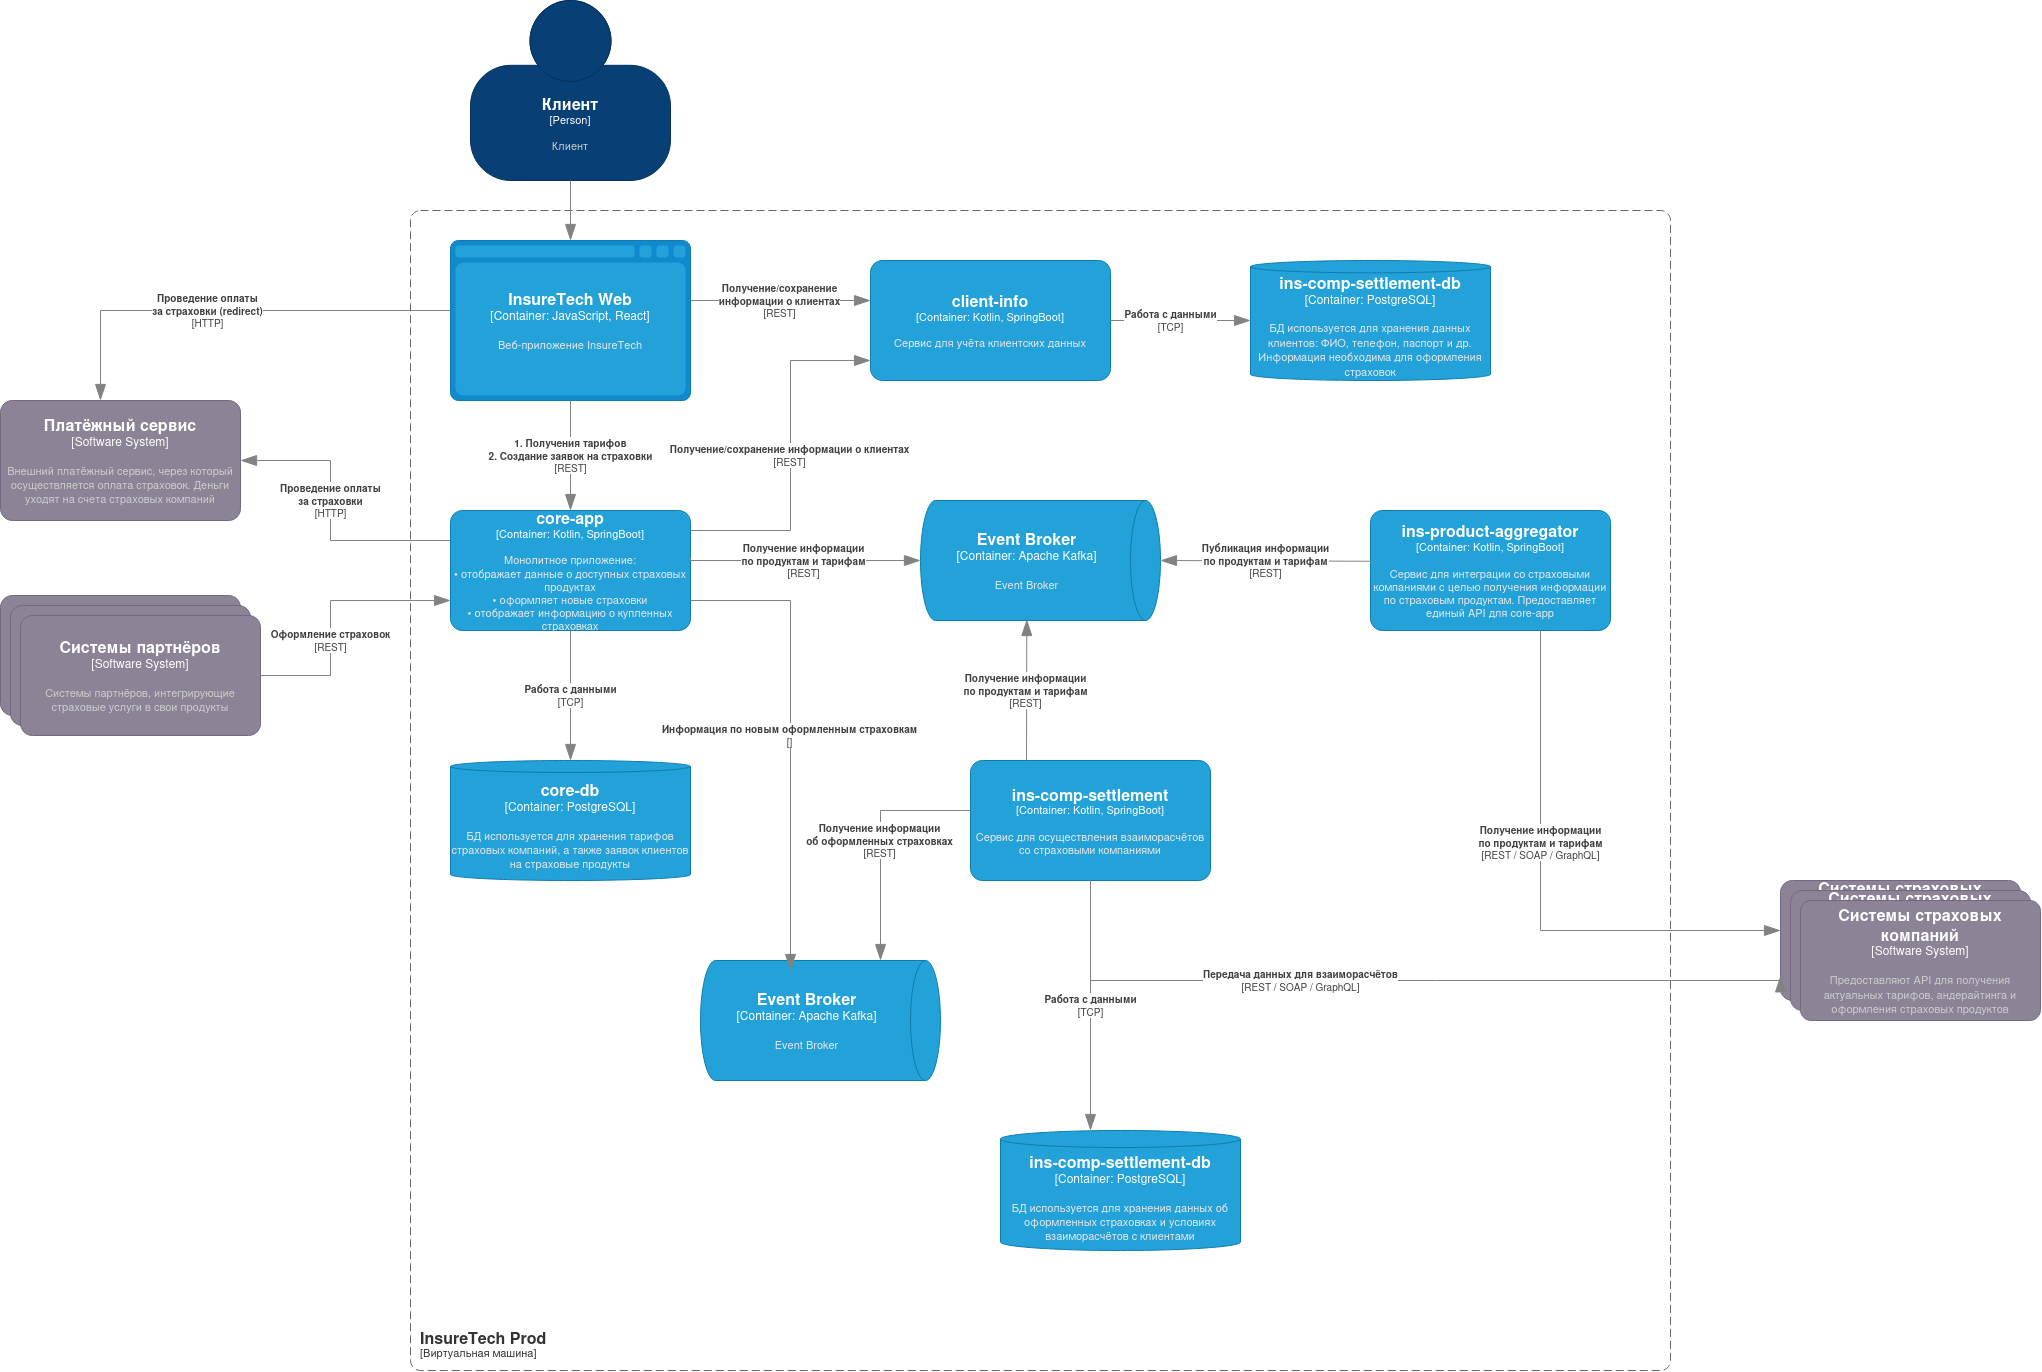 Клиент
[Person]
Клиент
InsureTech Web
[Container: JavaScript, React]
Веб-приложение InsureTech
Получение/сохранение
информации о клиентах
[REST]
client-info
[Container: Kotlin, SpringBoot]
Сервис для учёта клиентских данных
Работа с данными
[TCP]
ins-comp-settlement-db
[Container: PostgreSQL]
БД используется для хранения данных
клиентов: ФИО, телефон, паспорт и др.
Информация необходима для оформления
страховок
Проведение оплаты
за страховки (redirect)
[HTTP]
Платёжный сервис
[Software System]
Внешний платёжный сервис, через который
осуществляется оплата страховок. Деньги
уходят на счета страховых компаний
1. Получения тарифов
2. Создание заявок на страховки
[REST]
Получение/сохранение информации о клиентах
[REST]
Проведение оплаты
за страховки
[HTTP]
core-app
[Container: Kotlin, SpringBoot]
Монолитное приложение:
• отображает данные о доступных страховых
продуктах
• оформляет новые страховки
• отображает информацию о купленных
страховках
Получение информации
по продуктам и тарифам
[REST]
Event Broker
[Container: Apache Kafka]
Event Broker
Публикация информации
по продуктам и тарифам
[REST]
ins-product-aggregator
[Container: Kotlin, SpringBoot]
Сервис для интеграции со страховыми
компаниями с целью получения информации
по страховым продуктам. Предоставляет
единый API для core-app
Системы партнёров
[Software System]
Системы партнёров, интегрирующие
страховые услуги в свои продукты
Оформление страховок
[REST]
Работа с данными
[TCP]
Получение информации
по продуктам и тарифам
[REST]
Информация по новым оформленным страховкам
[]
core-db
[Container: PostgreSQL]
БД используется для хранения тарифов
страховых компаний, а также заявок клиентов
на страховые продукты
ins-comp-settlement
[Container: Kotlin, SpringBoot]
Сервис для осуществления взаиморасчётов
со страховыми компаниями
Получение информации
об оформленных страховках
[REST]
Получение информации
по продуктам и тарифам
[REST / SOAP / GraphQL]
Системы страховых
Системы страховых
Системы страховых
компаний
[Software System]
Предоставляют API для получения
актуальных тарифов, андерайтинга и
оформления страховых продуктов
Передача данных для взаиморасчётов
[REST / SOAP / GraphQL]
Работа с данными
[TCP]
Event Broker
[Container: Apache Kafka]
Event Broker
ins-comp-settlement-db
[Container: PostgreSQL]
БД используется для хранения данных об
оформленных страховках и условиях
взаиморасчётов с клиентами
InsureTech Prod
[Виртуальная машина]